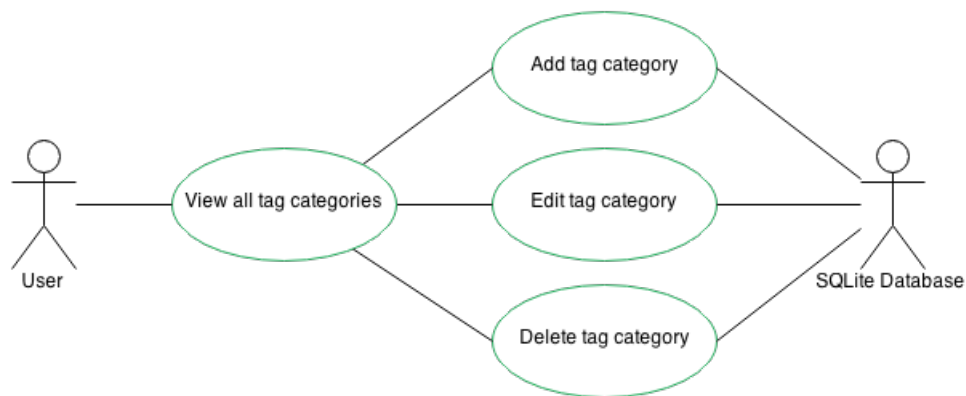 Add tag category
View all tag categories
Edit tag category
User
SQLite Database
Delete tag category